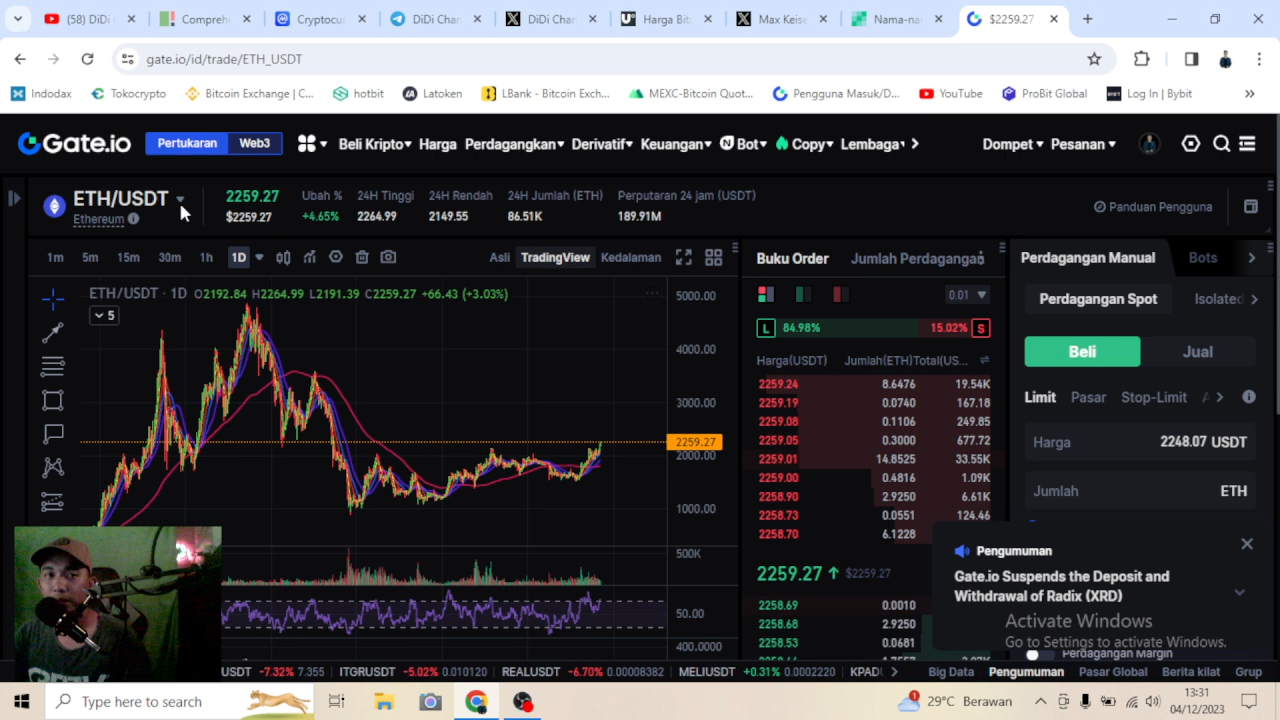 (58) DiDi
Comprehe
Cryptocu
DiDi Chan
DiDi Chan
Harga Bit
Max Keise
Nama-na
$2259.27
gate.io/id/trade/ETH_USDT
Indodax
Tokocrypto
Bitcoin Exchange | C...
hotbit
Latoken
LBank - Bitcoin Exch...
MEXC-Bitcoin Quot...
Pengguna Masuk/D...
YouTube
ProBit Global
Log In | Bybit
Gate.io
Pertukaran
Web3
Beli Kripto
Harga
Perdagangkan
Derivatif
Keuangan
Bot
Copy
Lembaga
Dompet
Pesanan
ETH/USDT
Ethereum
2259.27
$2259.27
Ubah %
+4.65%
24H Tinggi
2264.99
24H Rendah
2149.55
24H Jumlah (ETH)
86.51K
Perputaran 24 jam (USDT)
189.91M
Panduan Pengguna
1m 5m 15m 30m 1h 1D
Asli TradingView Kedalaman
ETH/USDT · 1D O2192.84 H2264.99 L2191.39 C2259.27 +66.43 (+3.03%)
5
5000.00
4000.00
3000.00
2259.27
2000.00
1000.00
500K
50.00
400.0000
Buku Order
Jumlah Perdagangan
0.01
L 84.98% 15.02% S
Harga(USDT) Jumlah(ETH) Total(US...
2259.24 8.6476 19.54K
2259.19 0.0740 167.18
2259.08 0.1106 249.85
2259.05 0.3000 677.72
2259.01 14.8525 33.55K
2259.00 0.4816 1.09K
2258.90 2.9250 6.61K
2258.73 0.0551 124.46
2258.70 6.1228
2259.27 $2259.27
2258.69 0.0010
2258.68 2.9250
2258.53 0.0681
Perdagangan Manual
Bots
Perdagangan Spot
Isolated
Beli
Jual
Limit
Pasar
Stop-Limit
Harga 2248.07 USDT
Jumlah ETH
Pengumuman
Gate.io Suspends the Deposit and
Withdrawal of Radix (XRD)
Activate Windows
Go to Settings to activate Windows.
Perdagangan Margin
USDT -7.32% 7.355
ITGRUSDT -5.02% 0.010120
REALUSDT -6.70% 0.00008382
MELIUSDT +0.31% 0.0002220
KPADU
Big Data
Pengumuman
Pasar Global
Berita kilat
Grup
Type here to search
1
29°C Berawan
13:31
04/12/2023